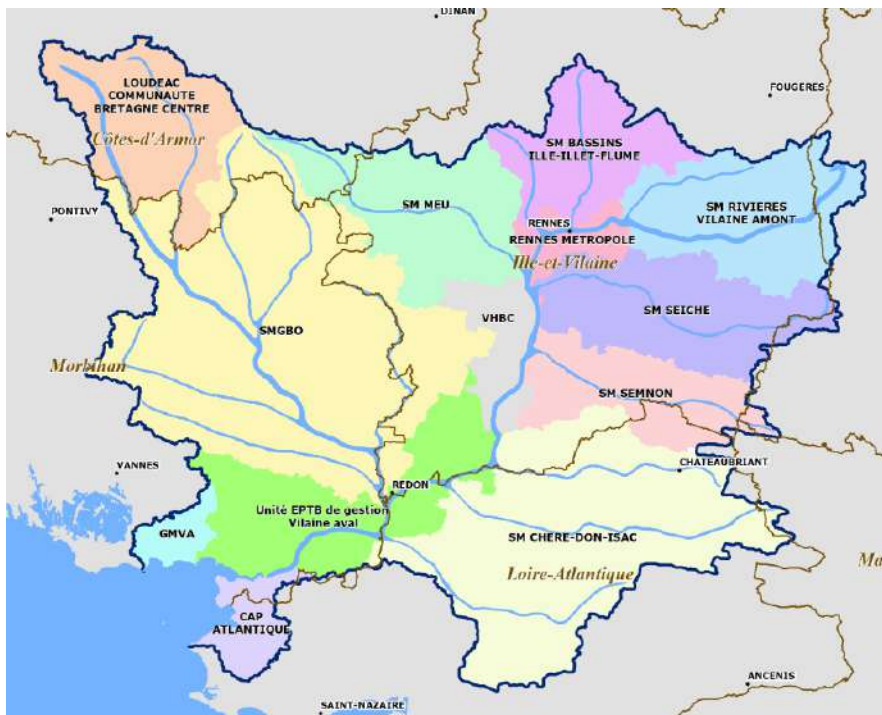 DINAN
LOUDEAC
COMMUNAUTE
BRETAGNE CENTRE
FOUGERES
Côtes-d'Armor
SM BASSINS
ILLE-ILLET-FLUME
PONTIVY
SM MEU
SM RIVIERES
VILAINE AMONT
RENNES
RENNES METROPOLE
Ille-et-Vilaine
VHBC
SM SEICHE
SMGBO
Morbihan
SM SEMNON
VANNES
CHATEAUBRIANT
REDON
Unité EPTB de gestion
Vilaine aval
GMVA
SM CHERE-DON-ISAC
Loire-Atlantique
Ma
CAP
ATLANTIQUE
ANCENIS
SAINT-NAZAIRE